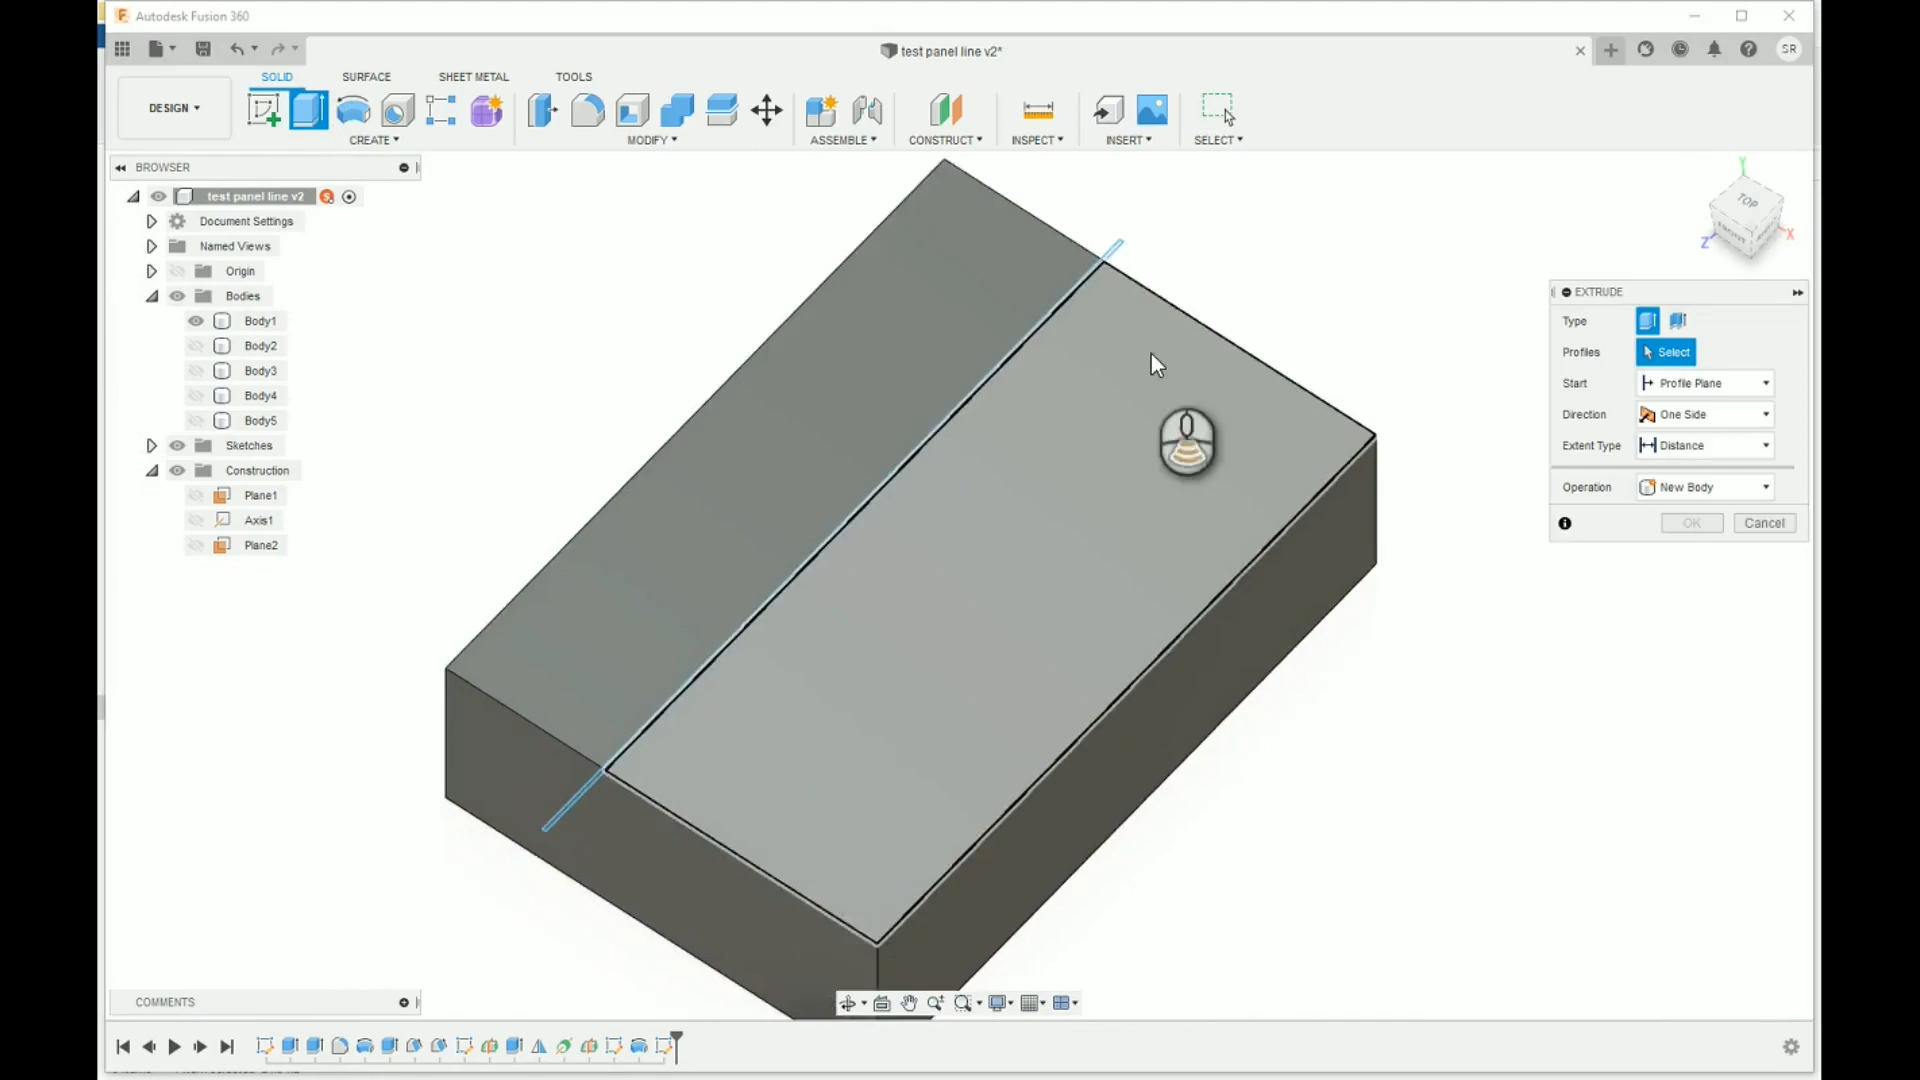 Autodesk Fusion 360
test panel line v2*
SR
SOLID SURFACE SHEET METAL TOOLS
DESIGN
CREATE MODIFY ASSEMBLE CONSTRUCT INSPECT INSERT SELECT
BROWSER
test panel line v2
Document Settings
Named Views
Origin
Bodies
Body1
Body2
Body3
Body4
Body5
Sketches
Construction
Plane1
Axis1
Plane2
Y
TOP
FRONT
Z
X
EXTRUDE
Type
Profiles Select
Start Profile Plane
Direction One Side
Extent Type Distance
Operation New Body
OK Cancel
COMMENTS